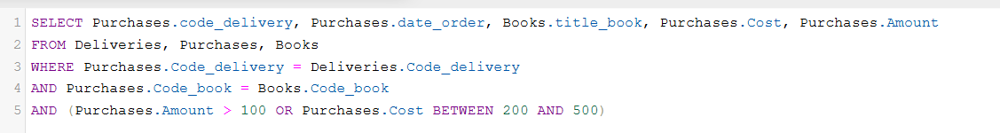 1 SELECT Purchases.code_delivery, Purchases.date_order, Books.title_book, Purchases.Cost, Purchases.Amount
2 FROM Deliveries, Purchases, Books
3 WHERE Purchases.Code_delivery = Deliveries.Code_delivery
4 AND Purchases.Code_book = Books.Code_book
5 AND (Purchases.Amount > 100 OR Purchases.Cost BETWEEN 200 AND 500)